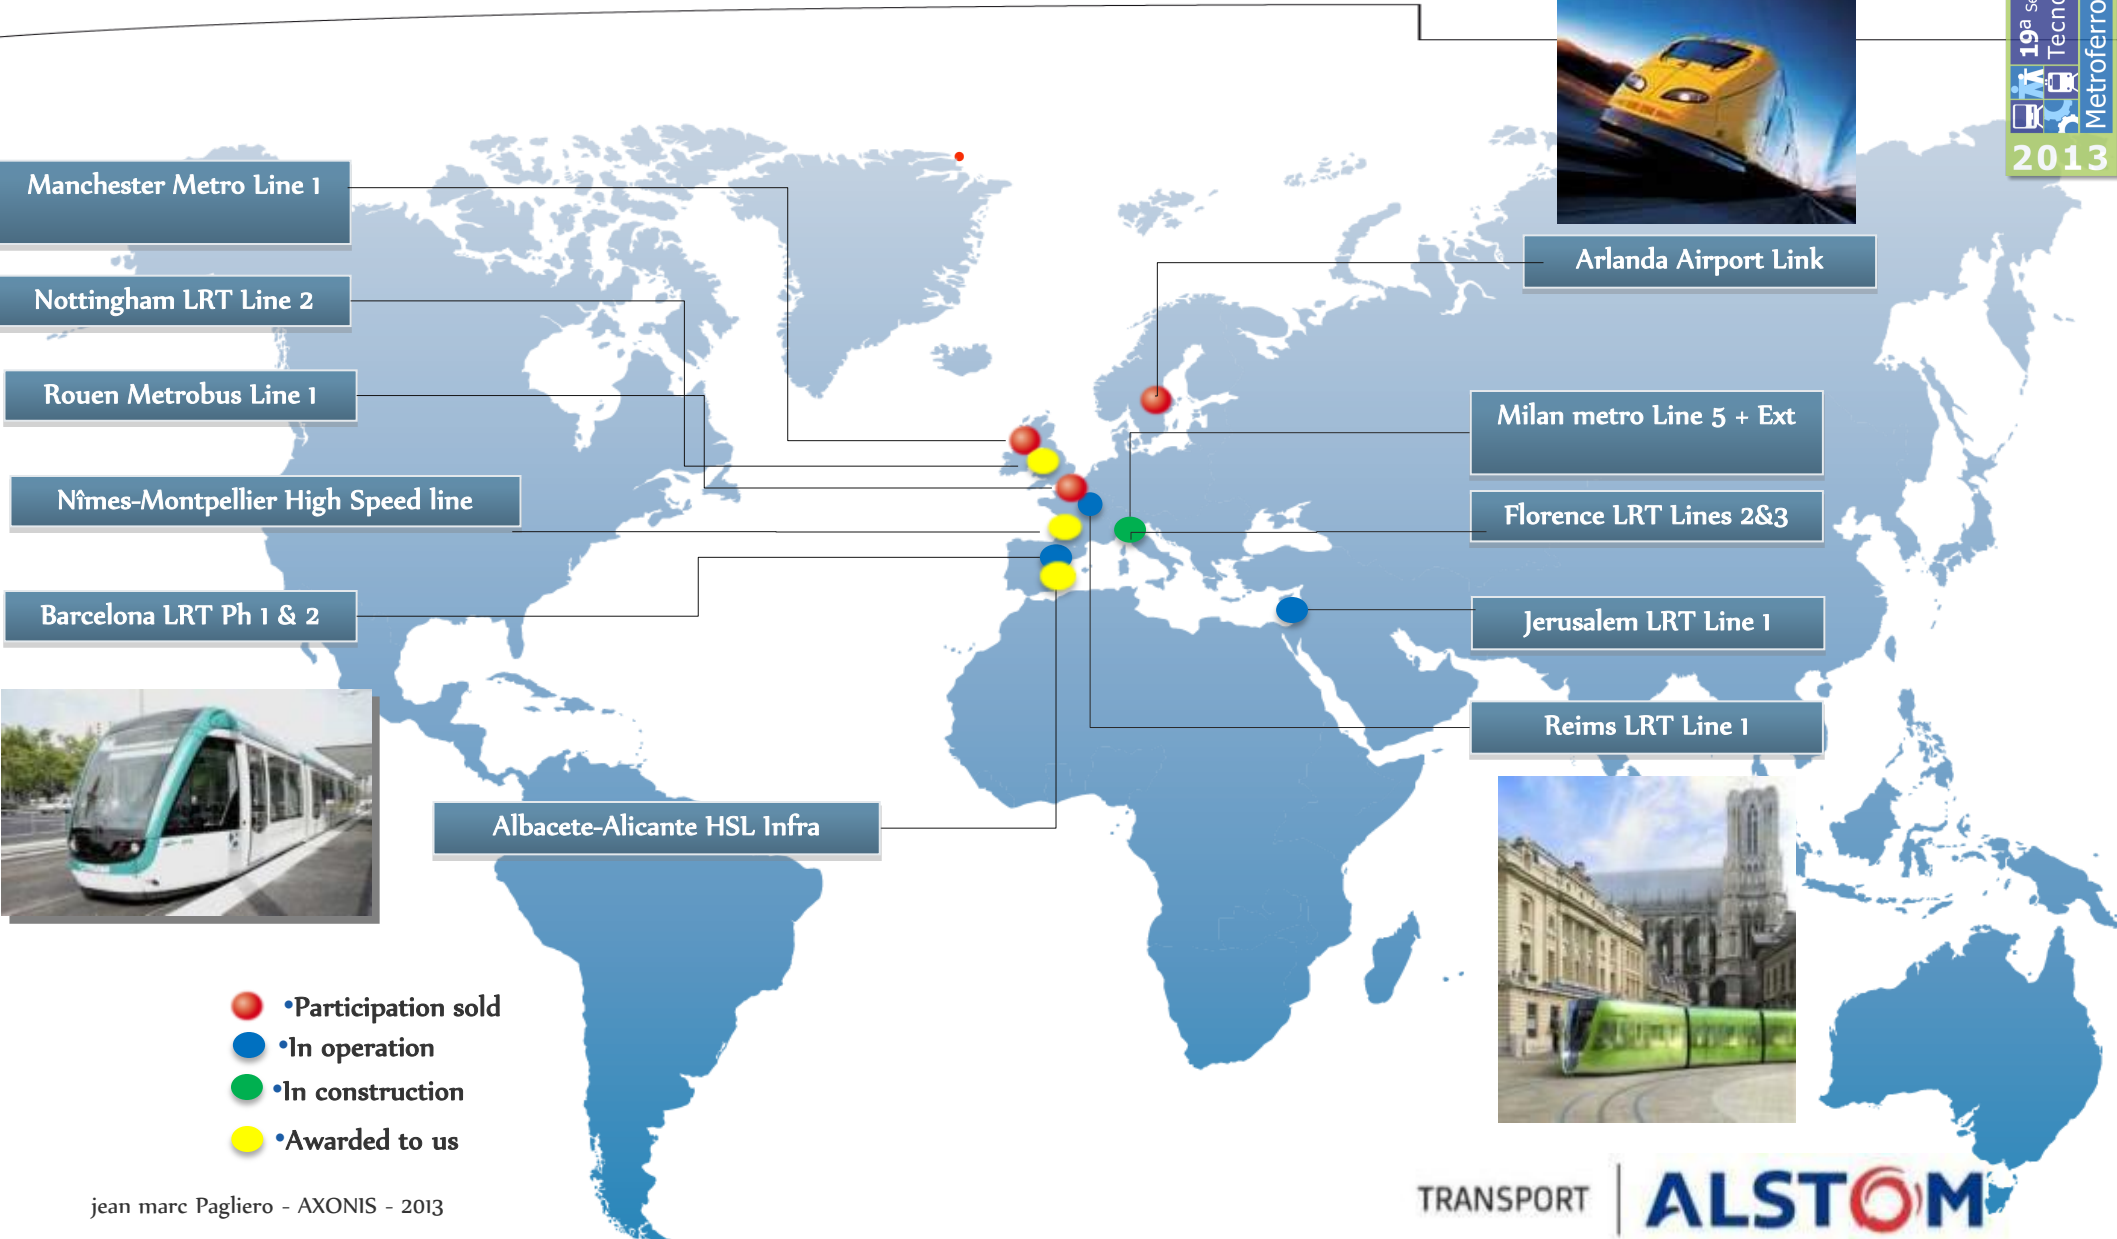 19ª
Tecno
Metroferro
2013
Manchester Metro Line 1
Nottingham LRT Line 2
Rouen Metrobus Line 1
Nîmes-Montpellier High Speed line
Barcelona LRT Ph 1 & 2
Albacete-Alicante HSL Infra
Arlanda Airport Link
Milan metro Line 5 + Ext
Florence LRT Lines 2&3
Jerusalem LRT Line 1
Reims LRT Line 1
•Participation sold
•In operation
•In construction
•Awarded to us
jean marc Pagliero - AXONIS - 2013
TRANSPORT
ALSTOM